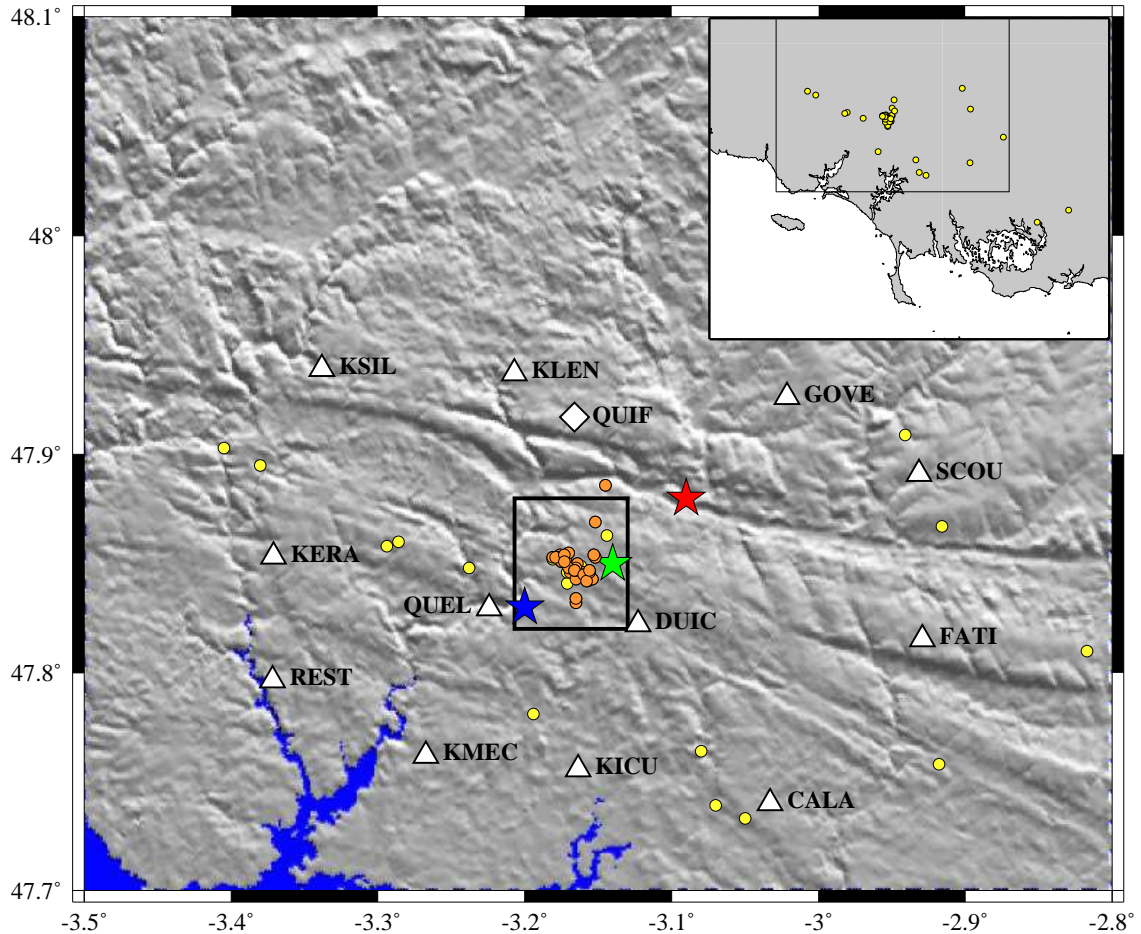 48.1˚
48˚
KSIL
KLEN
GOVE
QUIF
47.9˚
SCOU
KERA
QUEL
DUIC
FATI
47.8˚
REST
KMEC
KICU
CALA
47.7˚
-3.5˚ -3.4˚ -3.3˚ -3.2˚ -3.1˚ -3˚ -2.9˚ -2.8˚